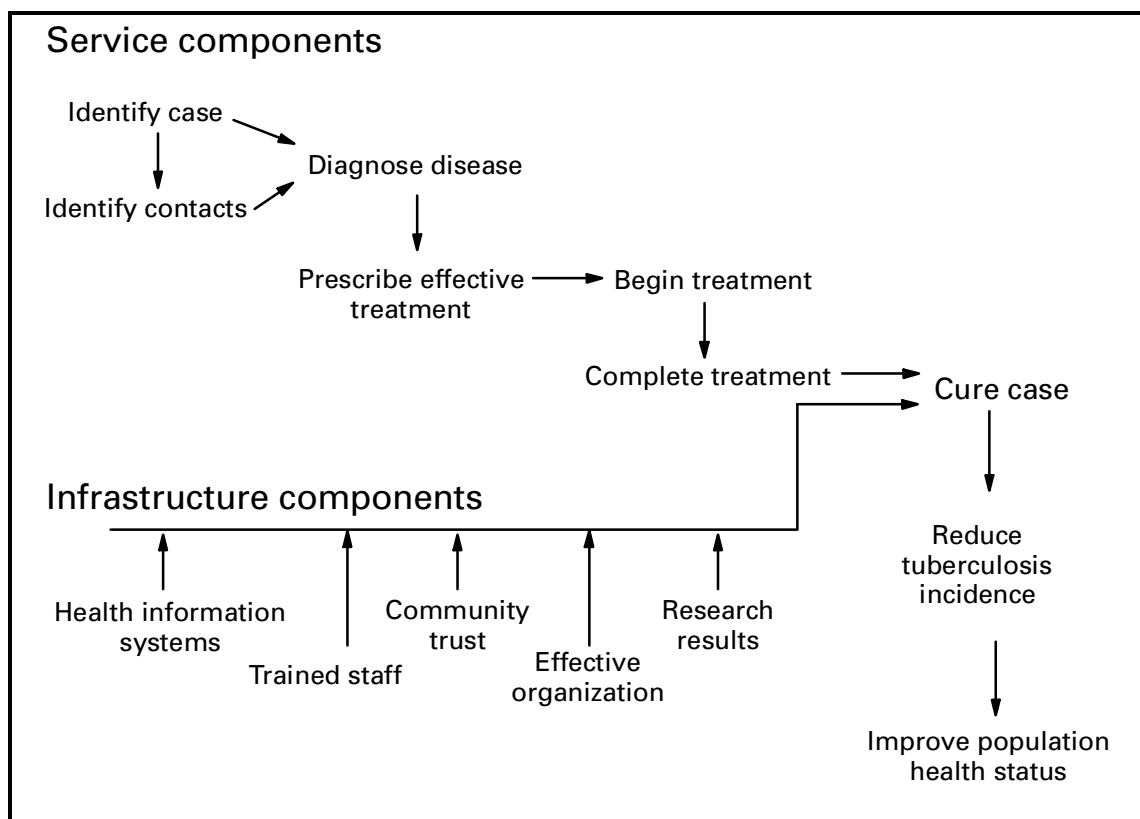 Service components
Identify case
Diagnose disease
Identify contacts
Prescribe effective
treatment
Begin treatment
Complete treatment
Cure case
Infrastructure components
Health information
systems
Trained staff
Community
trust
Effective
organization
Research
results
Reduce
tuberculosis
incidence
Improve population
health status